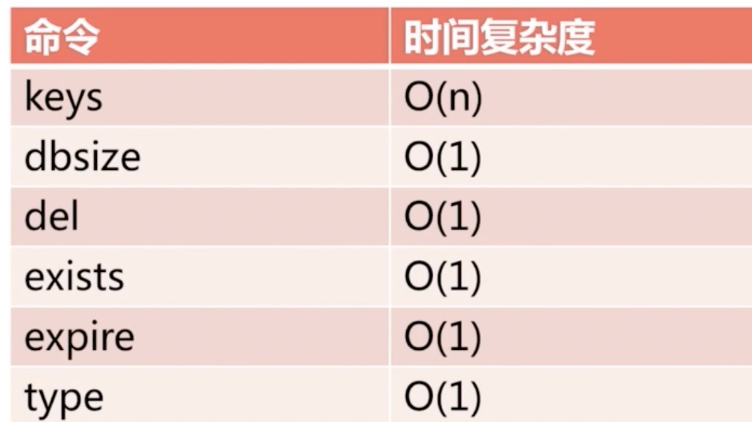 命令 时间复杂度
keys O(n)
dbsize O(1)
del O(1)
exists O(1)
expire O(1)
type O(1)